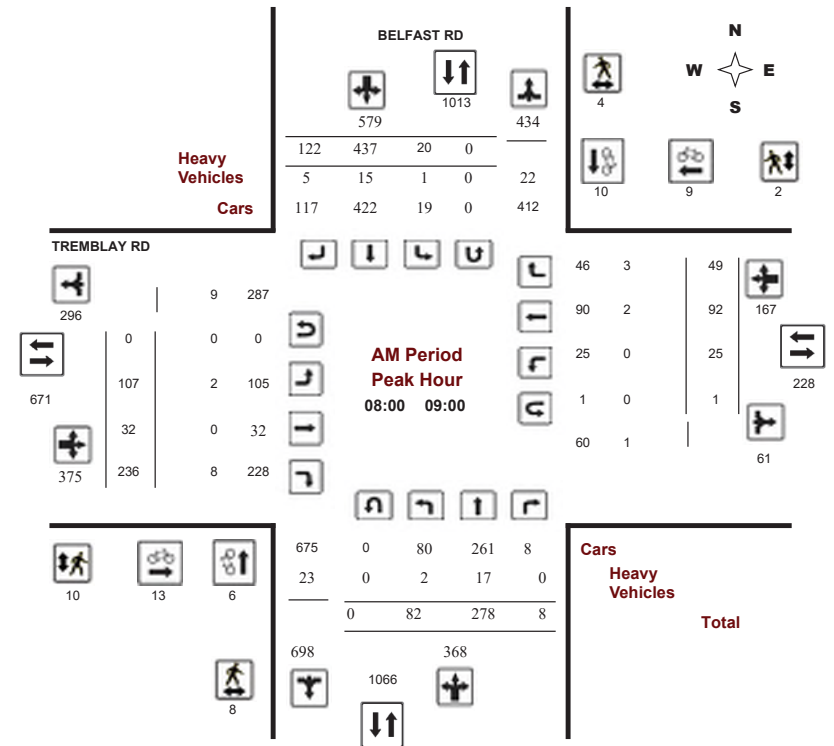 BELFAST RD
N
W E
S
1013
4
579
434
122 437 20 0
Heavy
Vehicles
5 15 1 0 22
10 9 2
Cars
117 422 19 0 412
TREMBLAY RD
46 3 49
296
9 287
90 2 92 167
0 0 0
AM Period
Peak Hour
08:00 09:00
25 0 25
671
107 2 105
228
1 0 1
32 0 32
60 1
61
375
236 8 228
675 0 80 261 8
Cars
23 0 2 17 0
Heavy
Vehicles
10 13 6
0 82 278 8
Total
698 368
1066
8